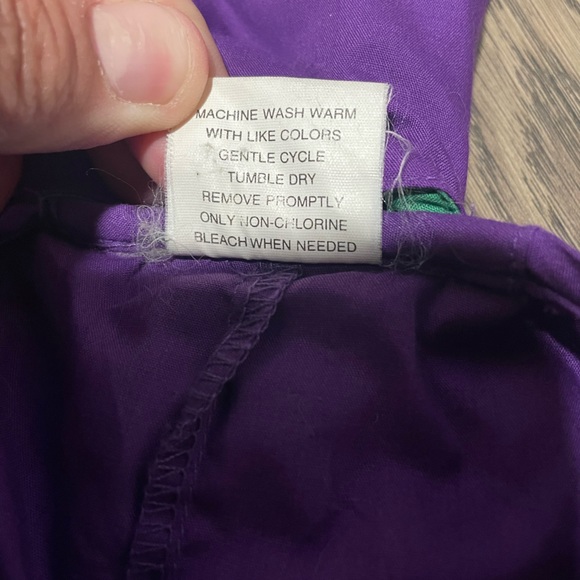 MACHINE WASH WARM
WITH LIKE COLORS
GENTLE CYCLE
TUMBLE DRY
REMOVE PROMPTLY
ONLY NON-CHLORINE
BLEACH WHEN NEEDED